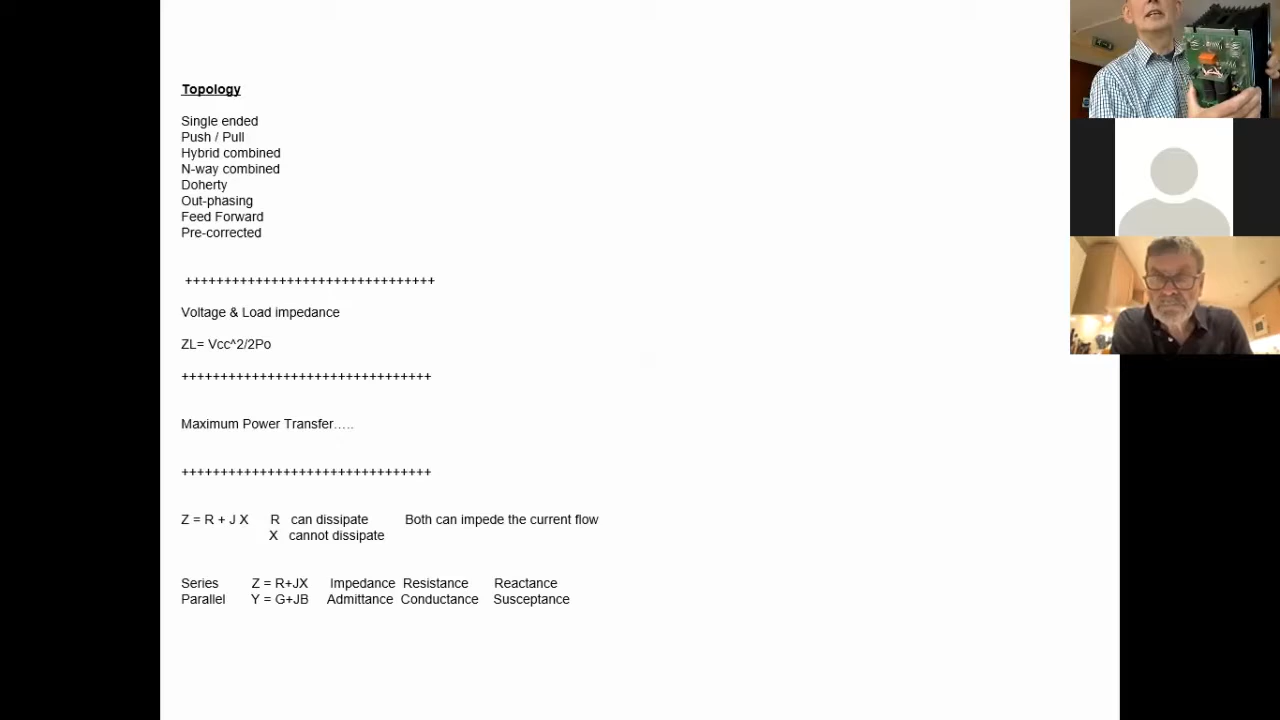 Topology
Single ended
Push / Pull
Hybrid combined
N-way combined
Doherty
Out-phasing
Feed Forward
Pre-corrected
++++++++++++++++++++++++++++++++
Voltage & Load impedance
ZL= Vcc^2/2Po
++++++++++++++++++++++++++++++++
Maximum Power Transfer…..
++++++++++++++++++++++++++++++++
Z = R + J X R can dissipate Both can impede the current flow
X cannot dissipate
Series Z = R+JX Impedance Resistance Reactance
Parallel Y = G+JB Admittance Conductance Susceptance